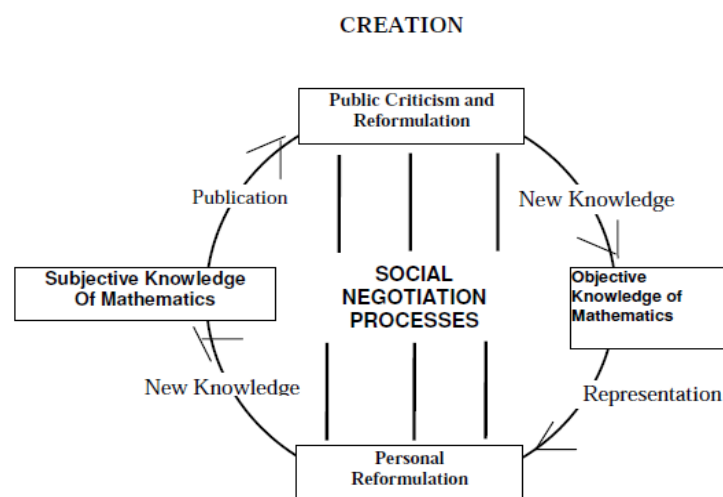 CREATION
Public Criticism and
Reformulation
Publication
New Knowledge
Subjective Knowledge
Of Mathematics
SOCIAL
NEGOTIATION
PROCESSES
Objective
Knowledge of
Mathematics
New Knowledge
Representation
Personal
Reformulation